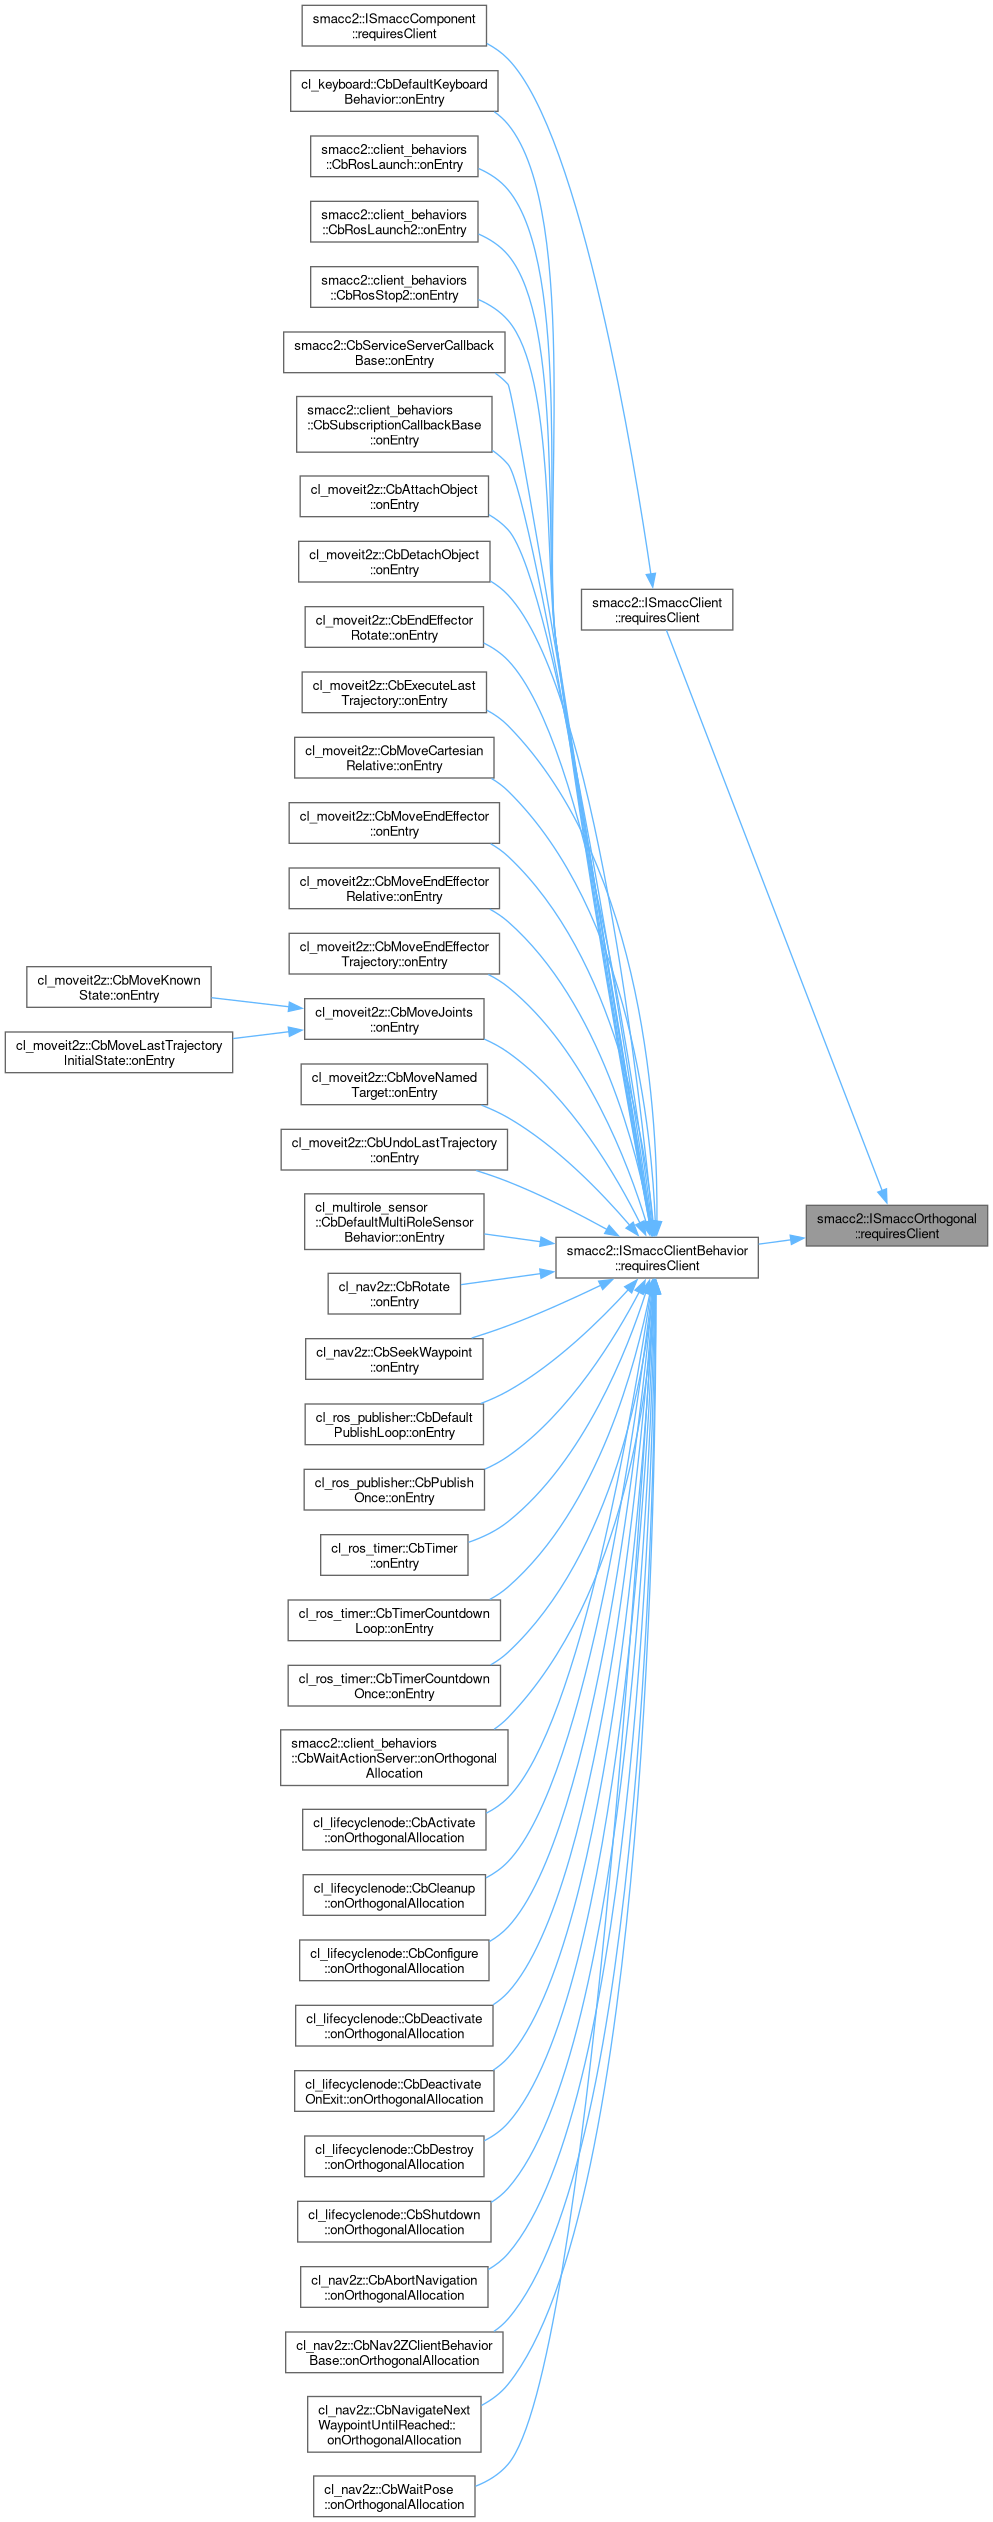 smacc2::ISmaccComponent
::requiresClient
cl_keyboard::CbDefaultKeyboard
Behavior::onEntry
smacc2::client_behaviors
::CbRosLaunch::onEntry
smacc2::client_behaviors
::CbRosLaunch2::onEntry
smacc2::client_behaviors
::CbRosStop2::onEntry
smacc2::CbServiceServerCallback
Base::onEntry
smacc2::client_behaviors
::CbSubscriptionCallbackBase
::onEntry
cl_moveit2z::CbAttachObject
::onEntry
cl_moveit2z::CbDetachObject
::onEntry
smacc2::ISmaccClient
::requiresClient
cl_moveit2z::CbEndEffector
Rotate::onEntry
cl_moveit2z::CbExecuteLast
Trajectory::onEntry
cl_moveit2z::CbMoveCartesian
Relative::onEntry
cl_moveit2z::CbMoveEndEffector
::onEntry
cl_moveit2z::CbMoveEndEffector
Relative::onEntry
cl_moveit2z::CbMoveEndEffector
Trajectory::onEntry
cl_moveit2z::CbMoveKnown
State::onEntry
cl_moveit2z::CbMoveJoints
::onEntry
cl_moveit2z::CbMoveLastTrajectory
InitialState::onEntry
cl_moveit2z::CbMoveNamed
Target::onEntry
cl_moveit2z::CbUndoLastTrajectory
::onEntry
cl_multirole_sensor
::CbDefaultMultiRoleSensor
Behavior::onEntry
smacc2::ISmaccOrthogonal
::requiresClient
smacc2::ISmaccClientBehavior
::requiresClient
cl_nav2z::CbRotate
::onEntry
cl_nav2z::CbSeekWaypoint
::onEntry
cl_ros_publisher::CbDefault
PublishLoop::onEntry
cl_ros_publisher::CbPublish
Once::onEntry
cl_ros_timer::CbTimer
::onEntry
cl_ros_timer::CbTimerCountdown
Loop::onEntry
cl_ros_timer::CbTimerCountdown
Once::onEntry
smacc2::client_behaviors
::CbWaitActionServer::onOrthogonal
Allocation
cl_lifecyclenode::CbActivate
::onOrthogonalAllocation
cl_lifecyclenode::CbCleanup
::onOrthogonalAllocation
cl_lifecyclenode::CbConfigure
::onOrthogonalAllocation
cl_lifecyclenode::CbDeactivate
::onOrthogonalAllocation
cl_lifecyclenode::CbDeactivate
OnExit::onOrthogonalAllocation
cl_lifecyclenode::CbDestroy
::onOrthogonalAllocation
cl_lifecyclenode::CbShutdown
::onOrthogonalAllocation
cl_nav2z::CbAbortNavigation
::onOrthogonalAllocation
cl_nav2z::CbNav2ZClientBehavior
Base::onOrthogonalAllocation
cl_nav2z::CbNavigateNext
WaypointUntilReached::
onOrthogonalAllocation
cl_nav2z::CbWaitPose
::onOrthogonalAllocation